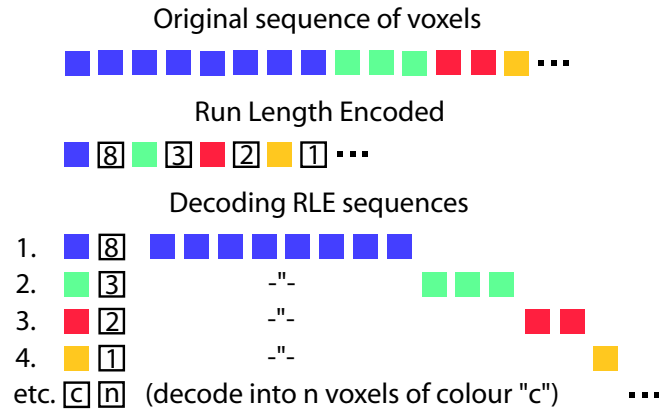 Original sequence of voxels
...
Run Length Encoded
8 3 2 1 ...
Decoding RLE sequences
1. 8
2. 3 -"-
3. 2 -"-
4. 1 -"-
etc. c n (decode into n voxels of colour "c") ...